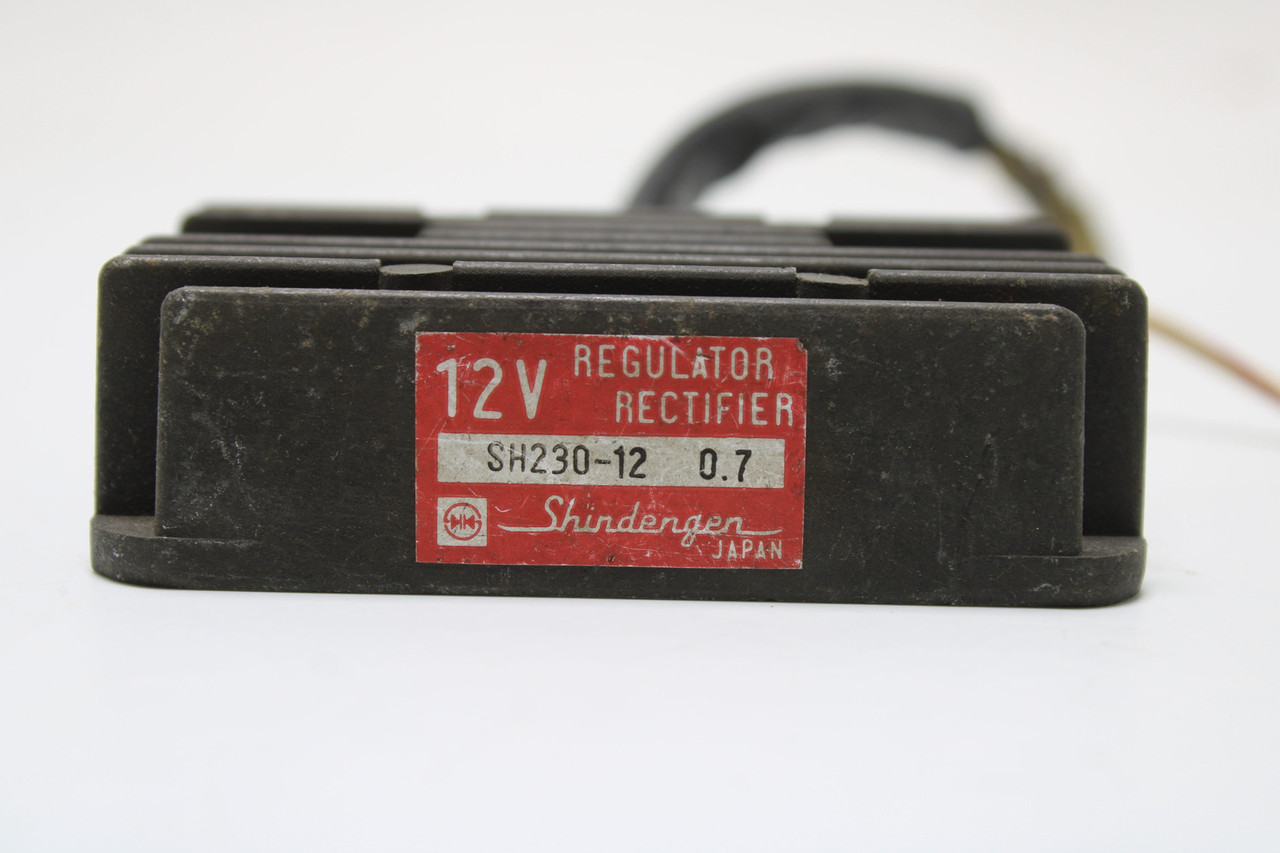 12V REGULATOR
RECTIFIER
SH230-12 0.7
Shindengen
JAPAN